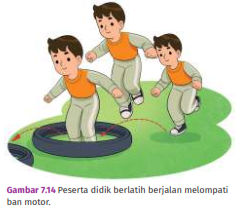 Gambar 7.14 Peserta didik berlatih berjalan melompati
ban motor.